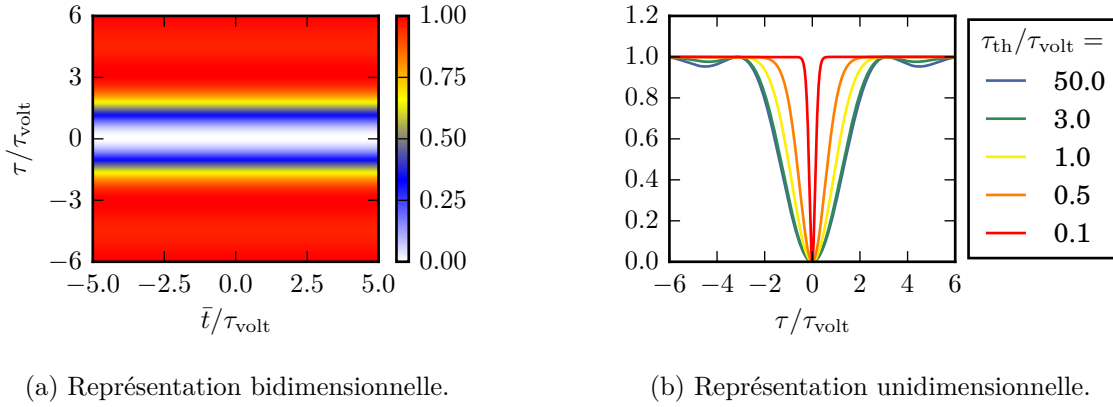 6
3
0
−3
−6
τ/τvolt
−5.0 −2.5 0.0 2.5 5.0
t̄/τvolt
1.00
0.75
0.50
0.25
0.00
(a) Représentation bidimensionnelle.
1.2
1.0
0.8
0.6
0.4
0.2
0.0
−6 −4 −2 0 2 4 6
τ/τvolt
τth/τvolt =
50.0
3.0
1.0
0.5
0.1
(b) Représentation unidimensionnelle.